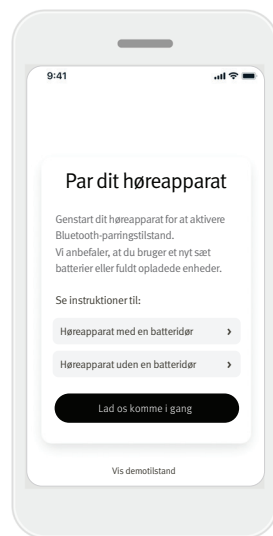 9:41
Par dit høreapparat
Genstart dit høreapparat for at aktivere
Bluetooth-parringstilstand.
Vi anbefaler, at du bruger et nyt sæt
batterier eller fuldt opladede enheder.
Se instruktioner til:
Høreapparat med en batteridør
Høreapparat uden en batteridør
Lad os komme i gang
Vis demotilstand